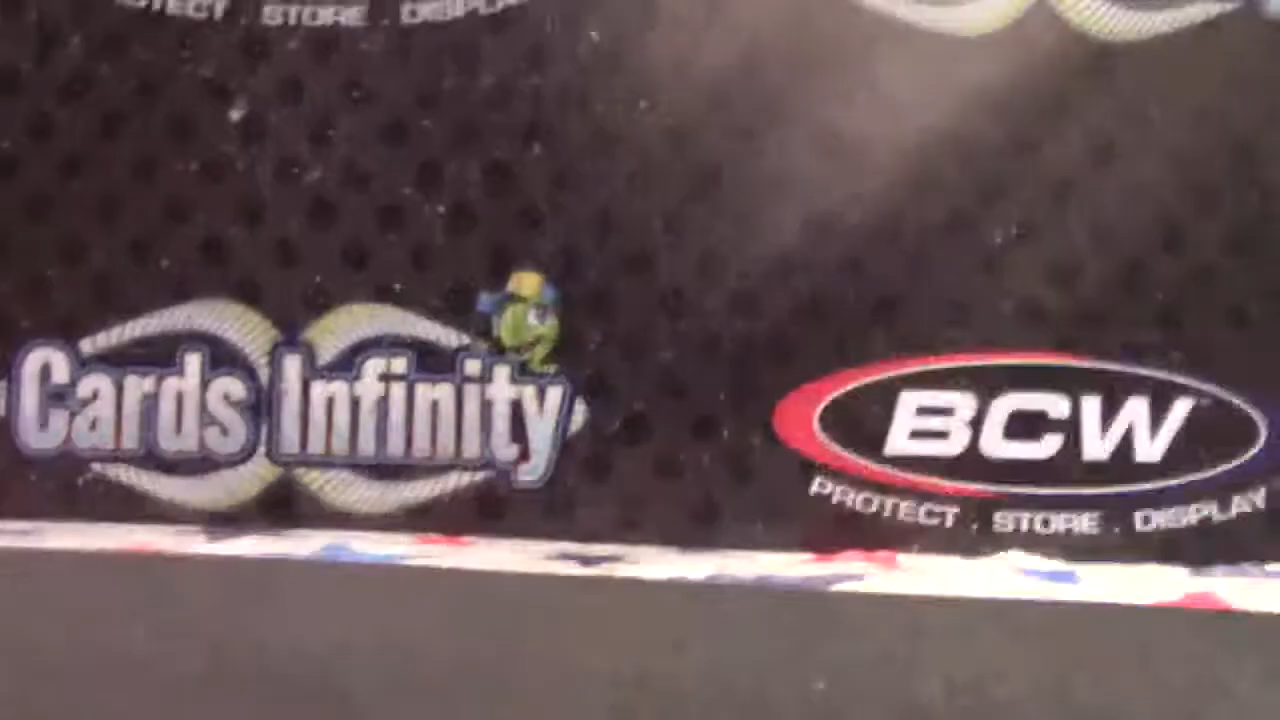 PROTECT . STORE . DISPLAY
Cards Infinity
BCW
PROTECT . STORE . DISPLAY